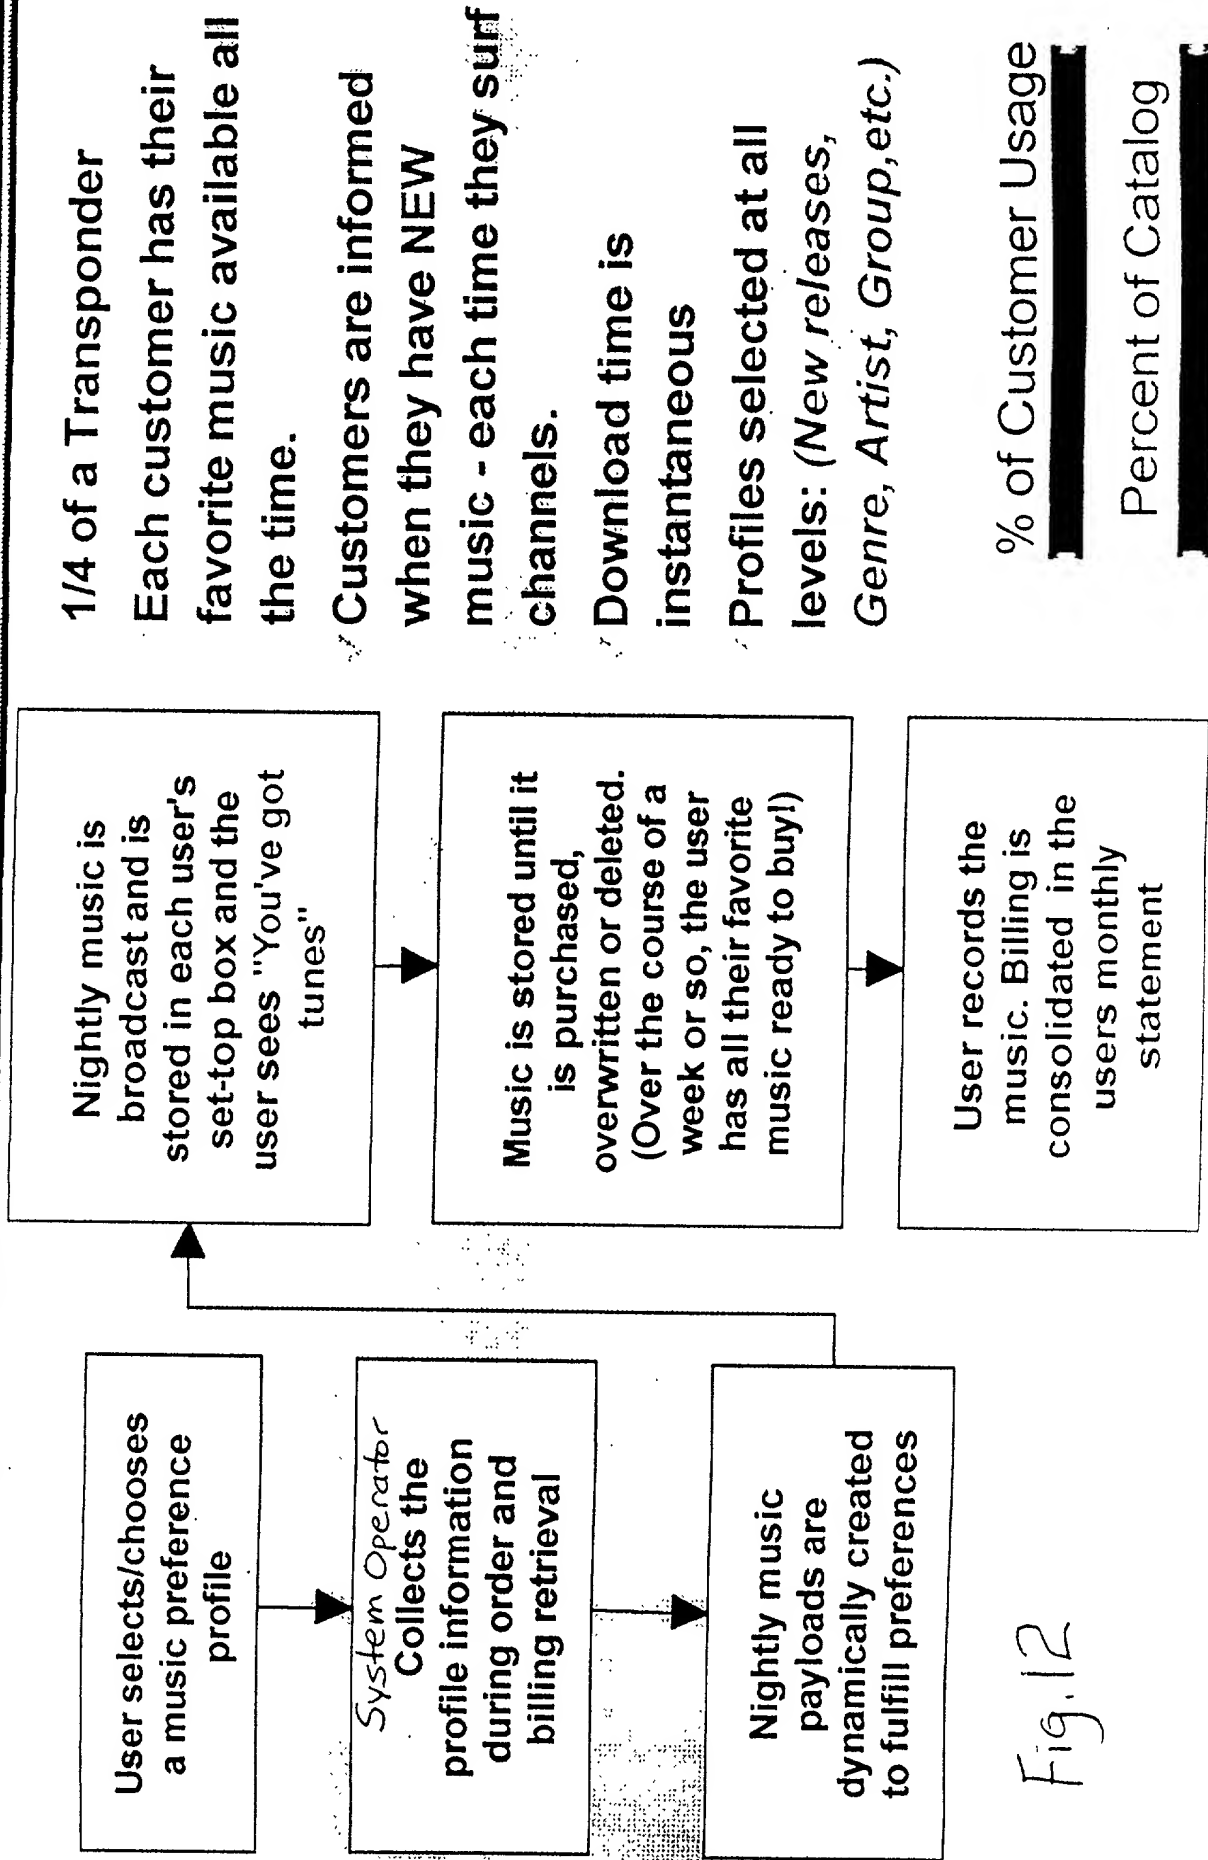 User selects/chooses
a music preference
profile
System Operator
Collects the
profile information
during order and
billing retrieval
Nightly music
payloads are
dynamically created
to fulfill preferences
Nightly music is
broadcast and is
stored in each user's
set-top box and the
user sees "You've got
tunes"
Music is stored until it
is purchased,
overwritten or deleted.
(Over the course of a
week or so, the user
has all their favorite
music ready to buy!)
User records the
music. Billing is
consolidated in the
users monthly
statement
1/4 of a Transponder
Each customer has their
favorite music available all
the time.
Customers are informed
when they have NEW
music - each time they surf
channels.
Download time is
instantaneous
Profiles selected at all
levels: (New releases,
Genre, Artist, Group,etc.)
% of Customer Usage
Percent of Catalog
Fig.12